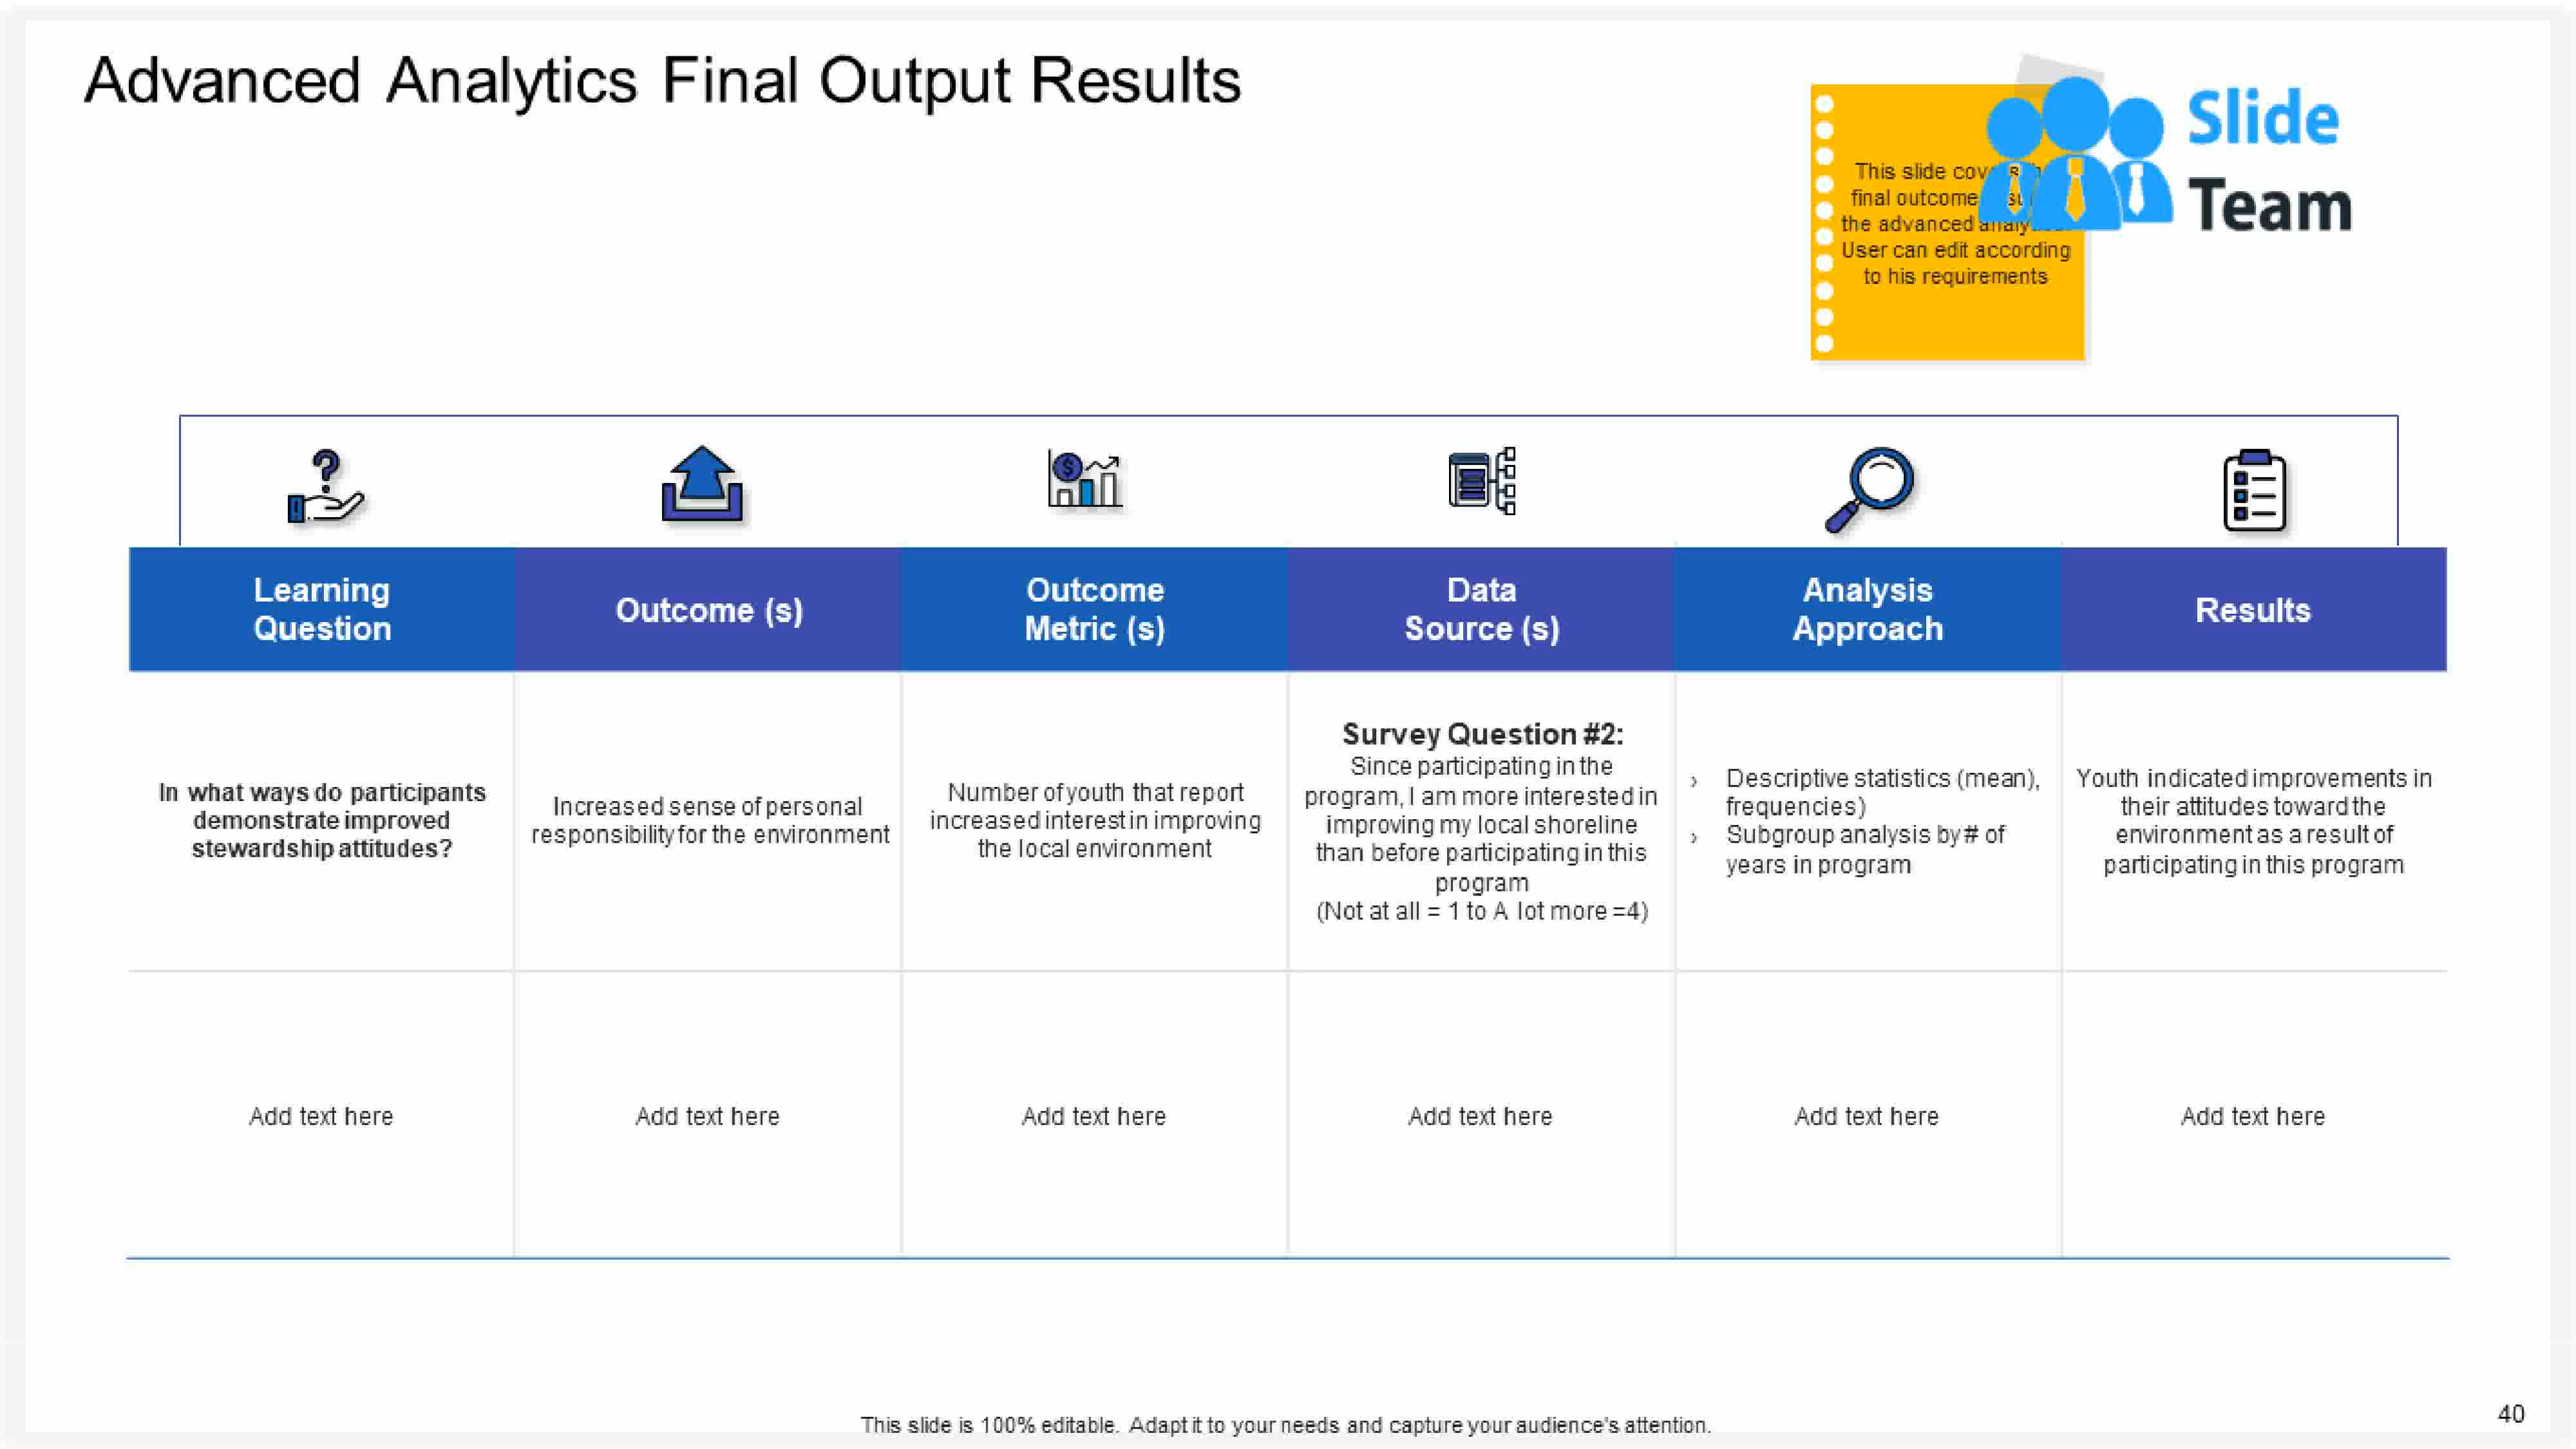 Advanced Analytics Final Output Results
Slide
Team
This slide
final outcome
the advanced
User can edit according
to his requirements
Learning
Question
Outcome (s)
Outcome
Metric (s)
Data
Source (s)
Analysis
Approach
Results
In what ways do participants
demonstrate improved
stewardship attitudes?
Increased sense of personal
responsibility for the environment
Number of youth that report
increased interest in improving
the local environment
Survey Question #2:
Since participating in the
program, I am more interested in
improving my local shoreline
than before participating in this
program
(Not at all = 1 to A lot more =4)
› Descriptive statistics (mean),
frequencies)
› Subgroup analysis by # of
years in program
Youth indicated improvements in
their attitudes toward the
environment as a result of
participating in this program
Add text here
Add text here
Add text here
Add text here
Add text here
Add text here
This slide is 100% editable. Adapt it to your needs and capture your audience's attention.
40